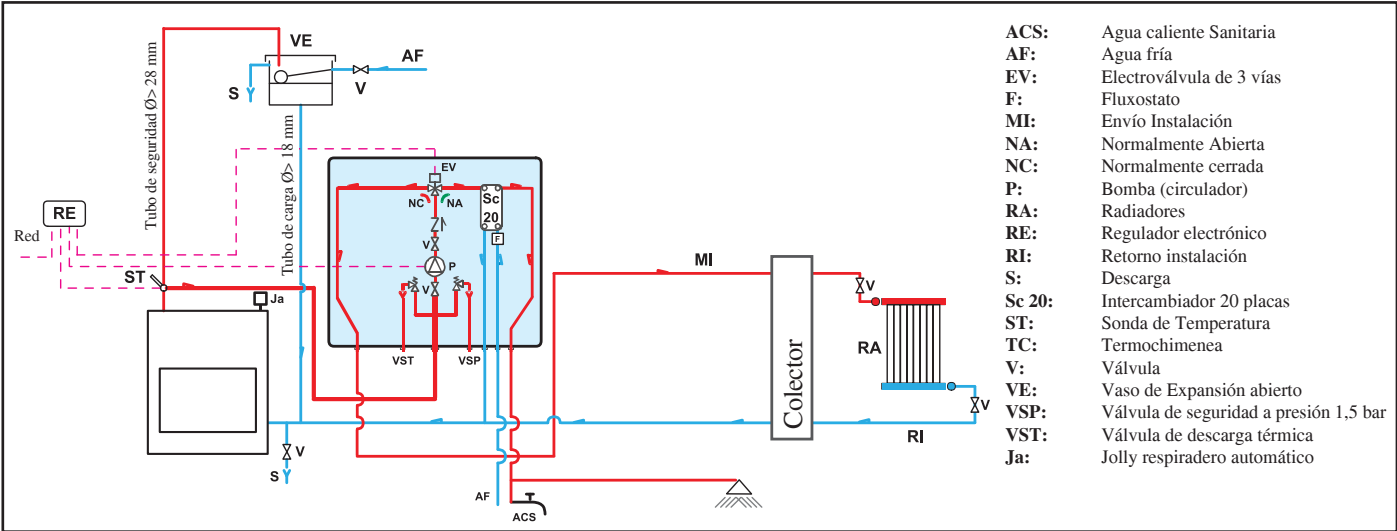 VE
AF
S
V
Tubo de seguridad Ø> 28 mm
Tubo de carga Ø> 18 mm
RE
Red
ST
Ja
EV
NC
NA
Sc
20
F
V
P
V
VST
VSP
MI
V
RA
Colector
V
RI
V
S
AF
ACS
ACS: Agua caliente Sanitaria
AF: Agua fría
EV: Electroválvula de 3 vías
F: Fluxostato
MI: Envío Instalación
NA: Normalmente Abierta
NC: Normalmente cerrada
P: Bomba (circulador)
RA: Radiadores
RE: Regulador electrónico
RI: Retorno instalación
S: Descarga
Sc 20: Intercambiador 20 placas
ST: Sonda de Temperatura
TC: Termochimenea
V: Válvula
VE: Vaso de Expansión abierto
VSP: Válvula de seguridad a presión 1,5 bar
VST: Válvula de descarga térmica
Ja: Jolly respiradero automático